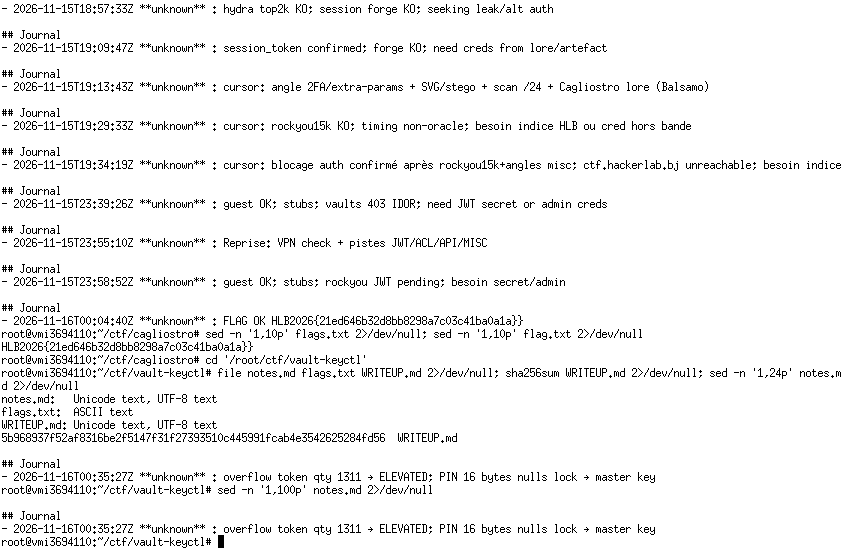 - 2026-11-15T18:57:33Z **unknown** : hydra top2k KO; session forge KO; seeking leak/alt auth
## Journal
- 2026-11-15T19:09:47Z **unknown** : session_token confirmed; forge KO; need creds from lore/artefact
## Journal
- 2026-11-15T19:13:43Z **unknown** : cursor: angle 2FA/extra-params + SVG/stego + scan /24 + Cagliostro lore (Balsamo)
## Journal
- 2026-11-15T19:29:33Z **unknown** : cursor: rockyou15k KO; timing non-oracle; besoin indice HLB ou cred hors bande
## Journal
- 2026-11-15T19:34:19Z **unknown** : cursor: blocage auth confirmé après rockyou15k+angles misc; ctf.hackerlab.bj unreachable; besoin indice
## Journal
- 2026-11-15T23:39:26Z **unknown** : guest OK; stubs; vaults 403 IDOR; need JWT secret or admin creds
## Journal
- 2026-11-15T23:55:10Z **unknown** : Reprise: VPN check + pistes JWT/ACL/API/MISC
## Journal
- 2026-11-15T23:58:52Z **unknown** : guest OK; stubs; rockyou JWT pending; besoin secret/admin
## Journal
- 2026-11-16T00:04:40Z **unknown** : FLAG OK HLB2026{21ed646b32d8bb8298a7c03c41ba0a1a}}
root@vmi3694110:~/ctf/cagliostro# sed -n '1,10p' flags.txt 2>/dev/null; sed -n '1,10p' flag.txt 2>/dev/null
HLB2026{21ed646b32d8bb8298a7c03c41ba0a1a}}
root@vmi3694110:~/ctf/cagliostro# cd '/root/ctf/vault-keyctl'
root@vmi3694110:~/ctf/vault-keyctl# file notes.md flags.txt WRITEUP.md 2>/dev/null; sha256sum WRITEUP.md 2>/dev/null; sed -n '1,24p' notes.m
d 2>/dev/null
notes.md:   Unicode text, UTF-8 text
flags.txt:  ASCII text
WRITEUP.md: Unicode text, UTF-8 text
5b968937f52af8316be2f5147f31f27393510c445991fcab4e3542625284fd56  WRITEUP.md
## Journal
- 2026-11-16T00:35:27Z **unknown** : overflow token qty 1311 → ELEVATED; PIN 16 bytes nulls lock → master key
root@vmi3694110:~/ctf/vault-keyctl# sed -n '1,100p' notes.md 2>/dev/null
## Journal
- 2026-11-16T00:35:27Z **unknown** : overflow token qty 1311 → ELEVATED; PIN 16 bytes nulls lock → master key
root@vmi3694110:~/ctf/vault-keyctl#